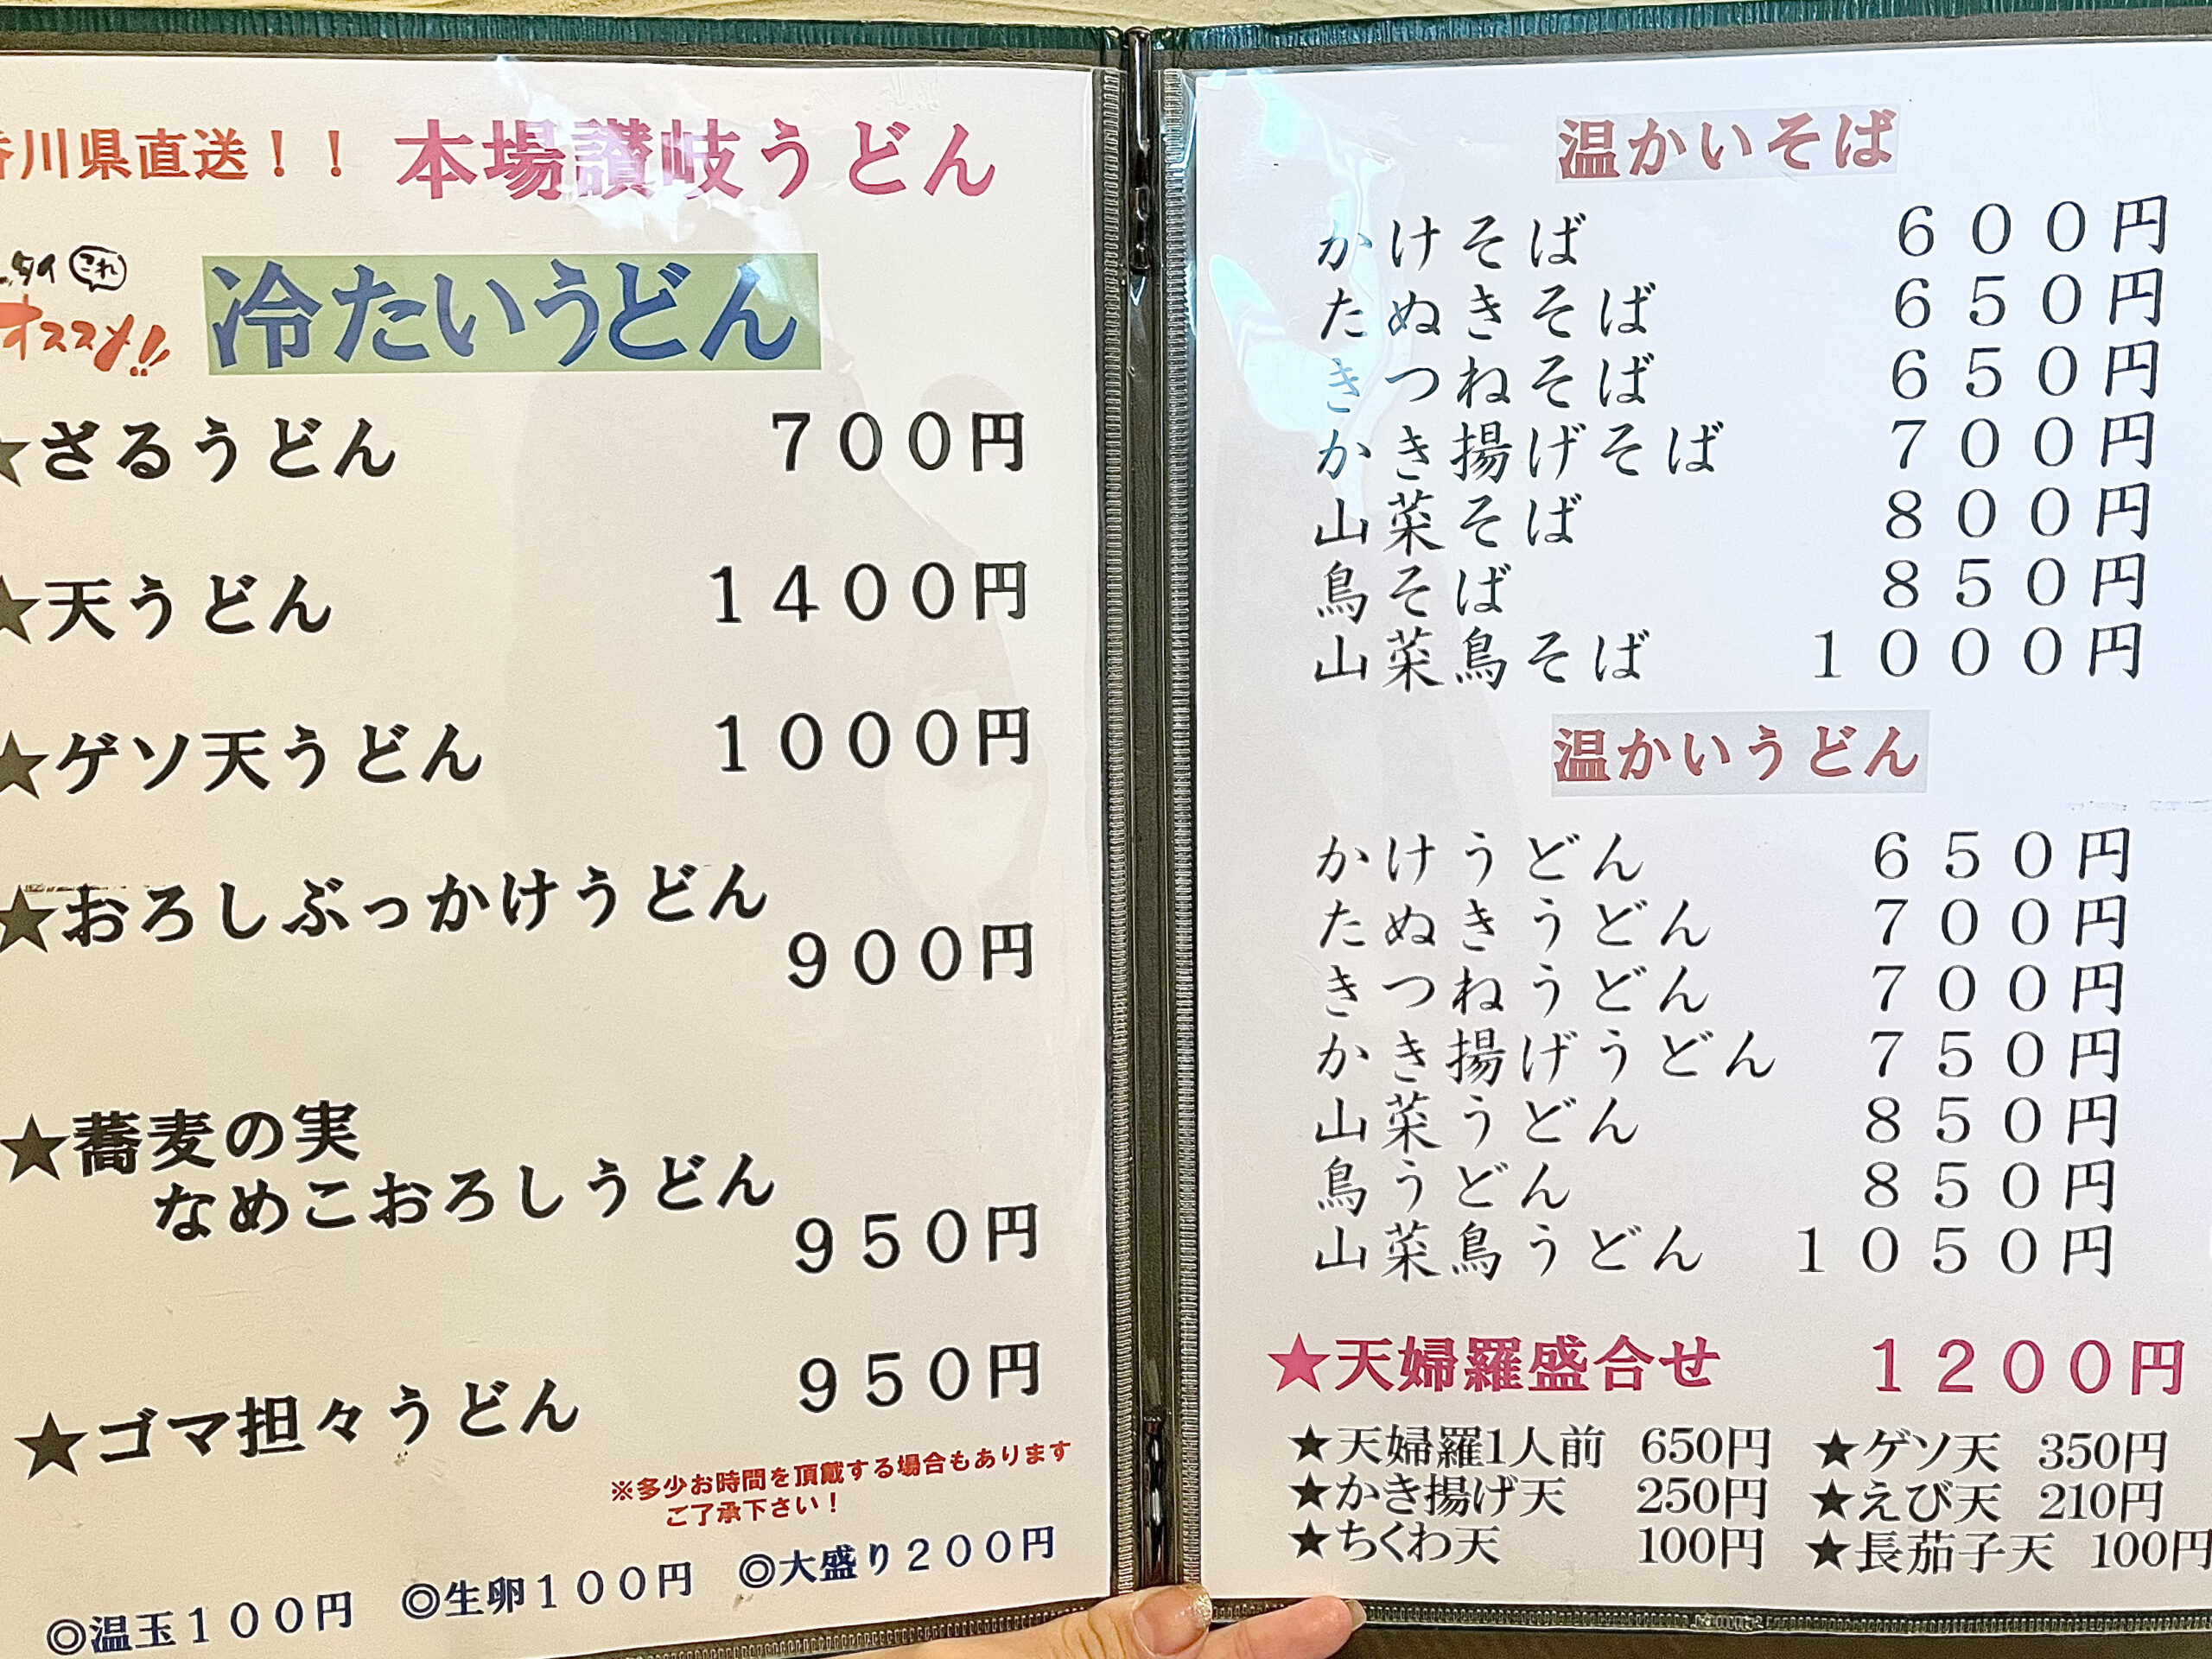 川県直送！！ 本場讃岐うどん
これ
オススメ!!
冷たいうどん
★ざるうどん 700円
★天うどん 1400円
★ゲソ天うどん 1000円
★おろしぶっかけうどん
900円
★蕎麦の実
なめこおろしうどん
950円
★ゴマ担々うどん 950円
※多少お時間を頂戴する場合もあります
ご了承下さい！
◎温玉100円 ◎生卵100円 ◎大盛り200円
温かいそば
かけそば 600円
たぬきそば 650円
きつねそば 650円
かき揚げそば 700円
山菜そば 800円
鳥そば 850円
山菜鳥そば 1000円
温かいうどん
かけうどん 650円
たぬきうどん 700円
きつねうどん 700円
かき揚げうどん 750円
山菜うどん 850円
鳥うどん 850円
山菜鳥うどん 1050円
★天婦羅盛合せ 1200円
★天婦羅1人前 650円 ★ゲソ天 350円
★かき揚げ天 250円 ★えび天 210円
★ちくわ天 100円 ★長茄子天 100円